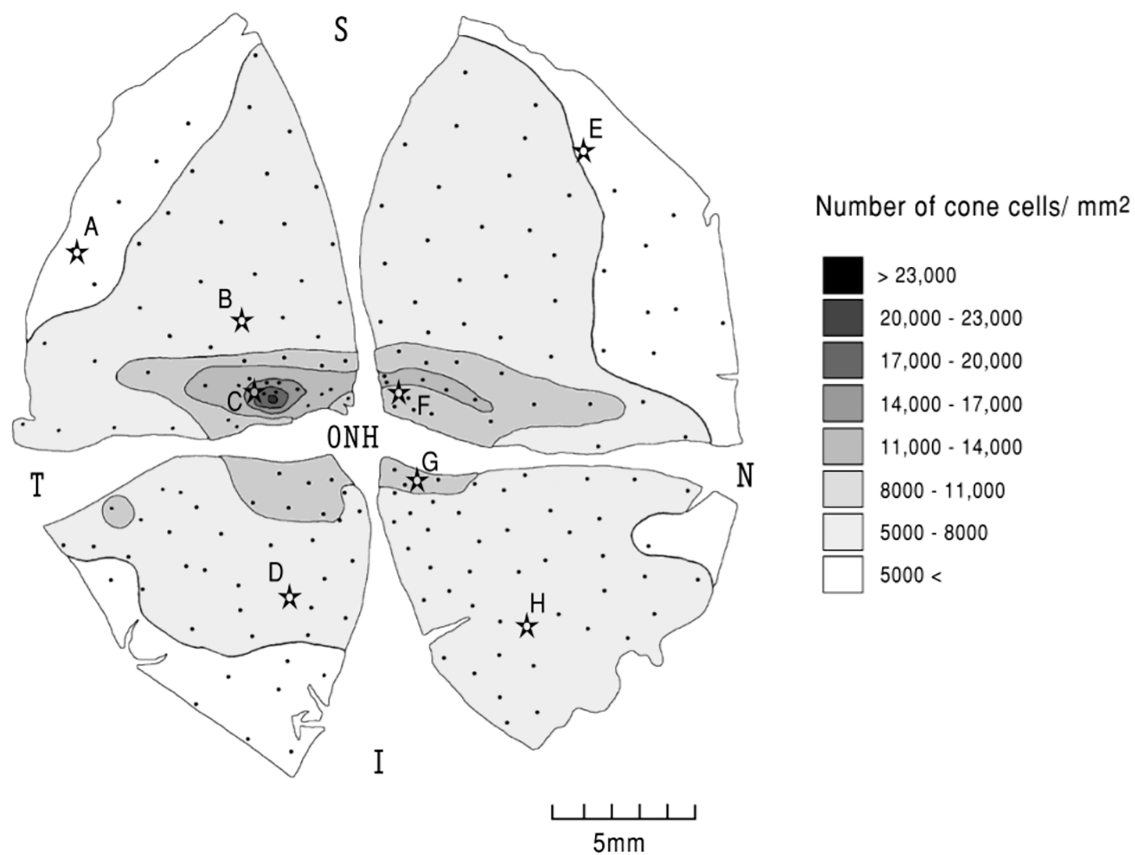 S
E
A
Number of cone cells/ mm2
> 23,000
B
20,000 - 23,000
17,000 - 20,000
C
F
14,000 - 17,000
ONH
11,000 - 14,000
G
T
N
8000 - 11,000
5000 - 8000
D
5000 <
H
I
5mm